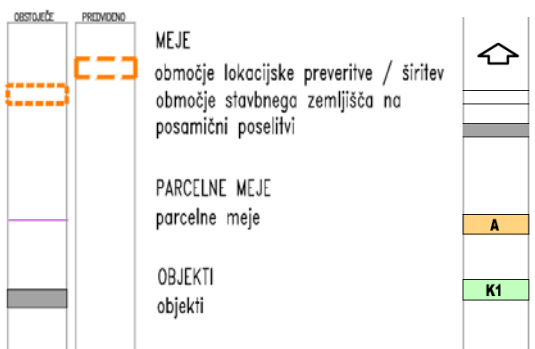 OBSTOJEČE PREDVIDENO
MEJE
območje lokacijske preveritve / širitev
območje stavbnega zemljišča na
posamični poselitvi
PARCELNE MEJE
parcelne meje
A
OBJEKTI
K1
objekti